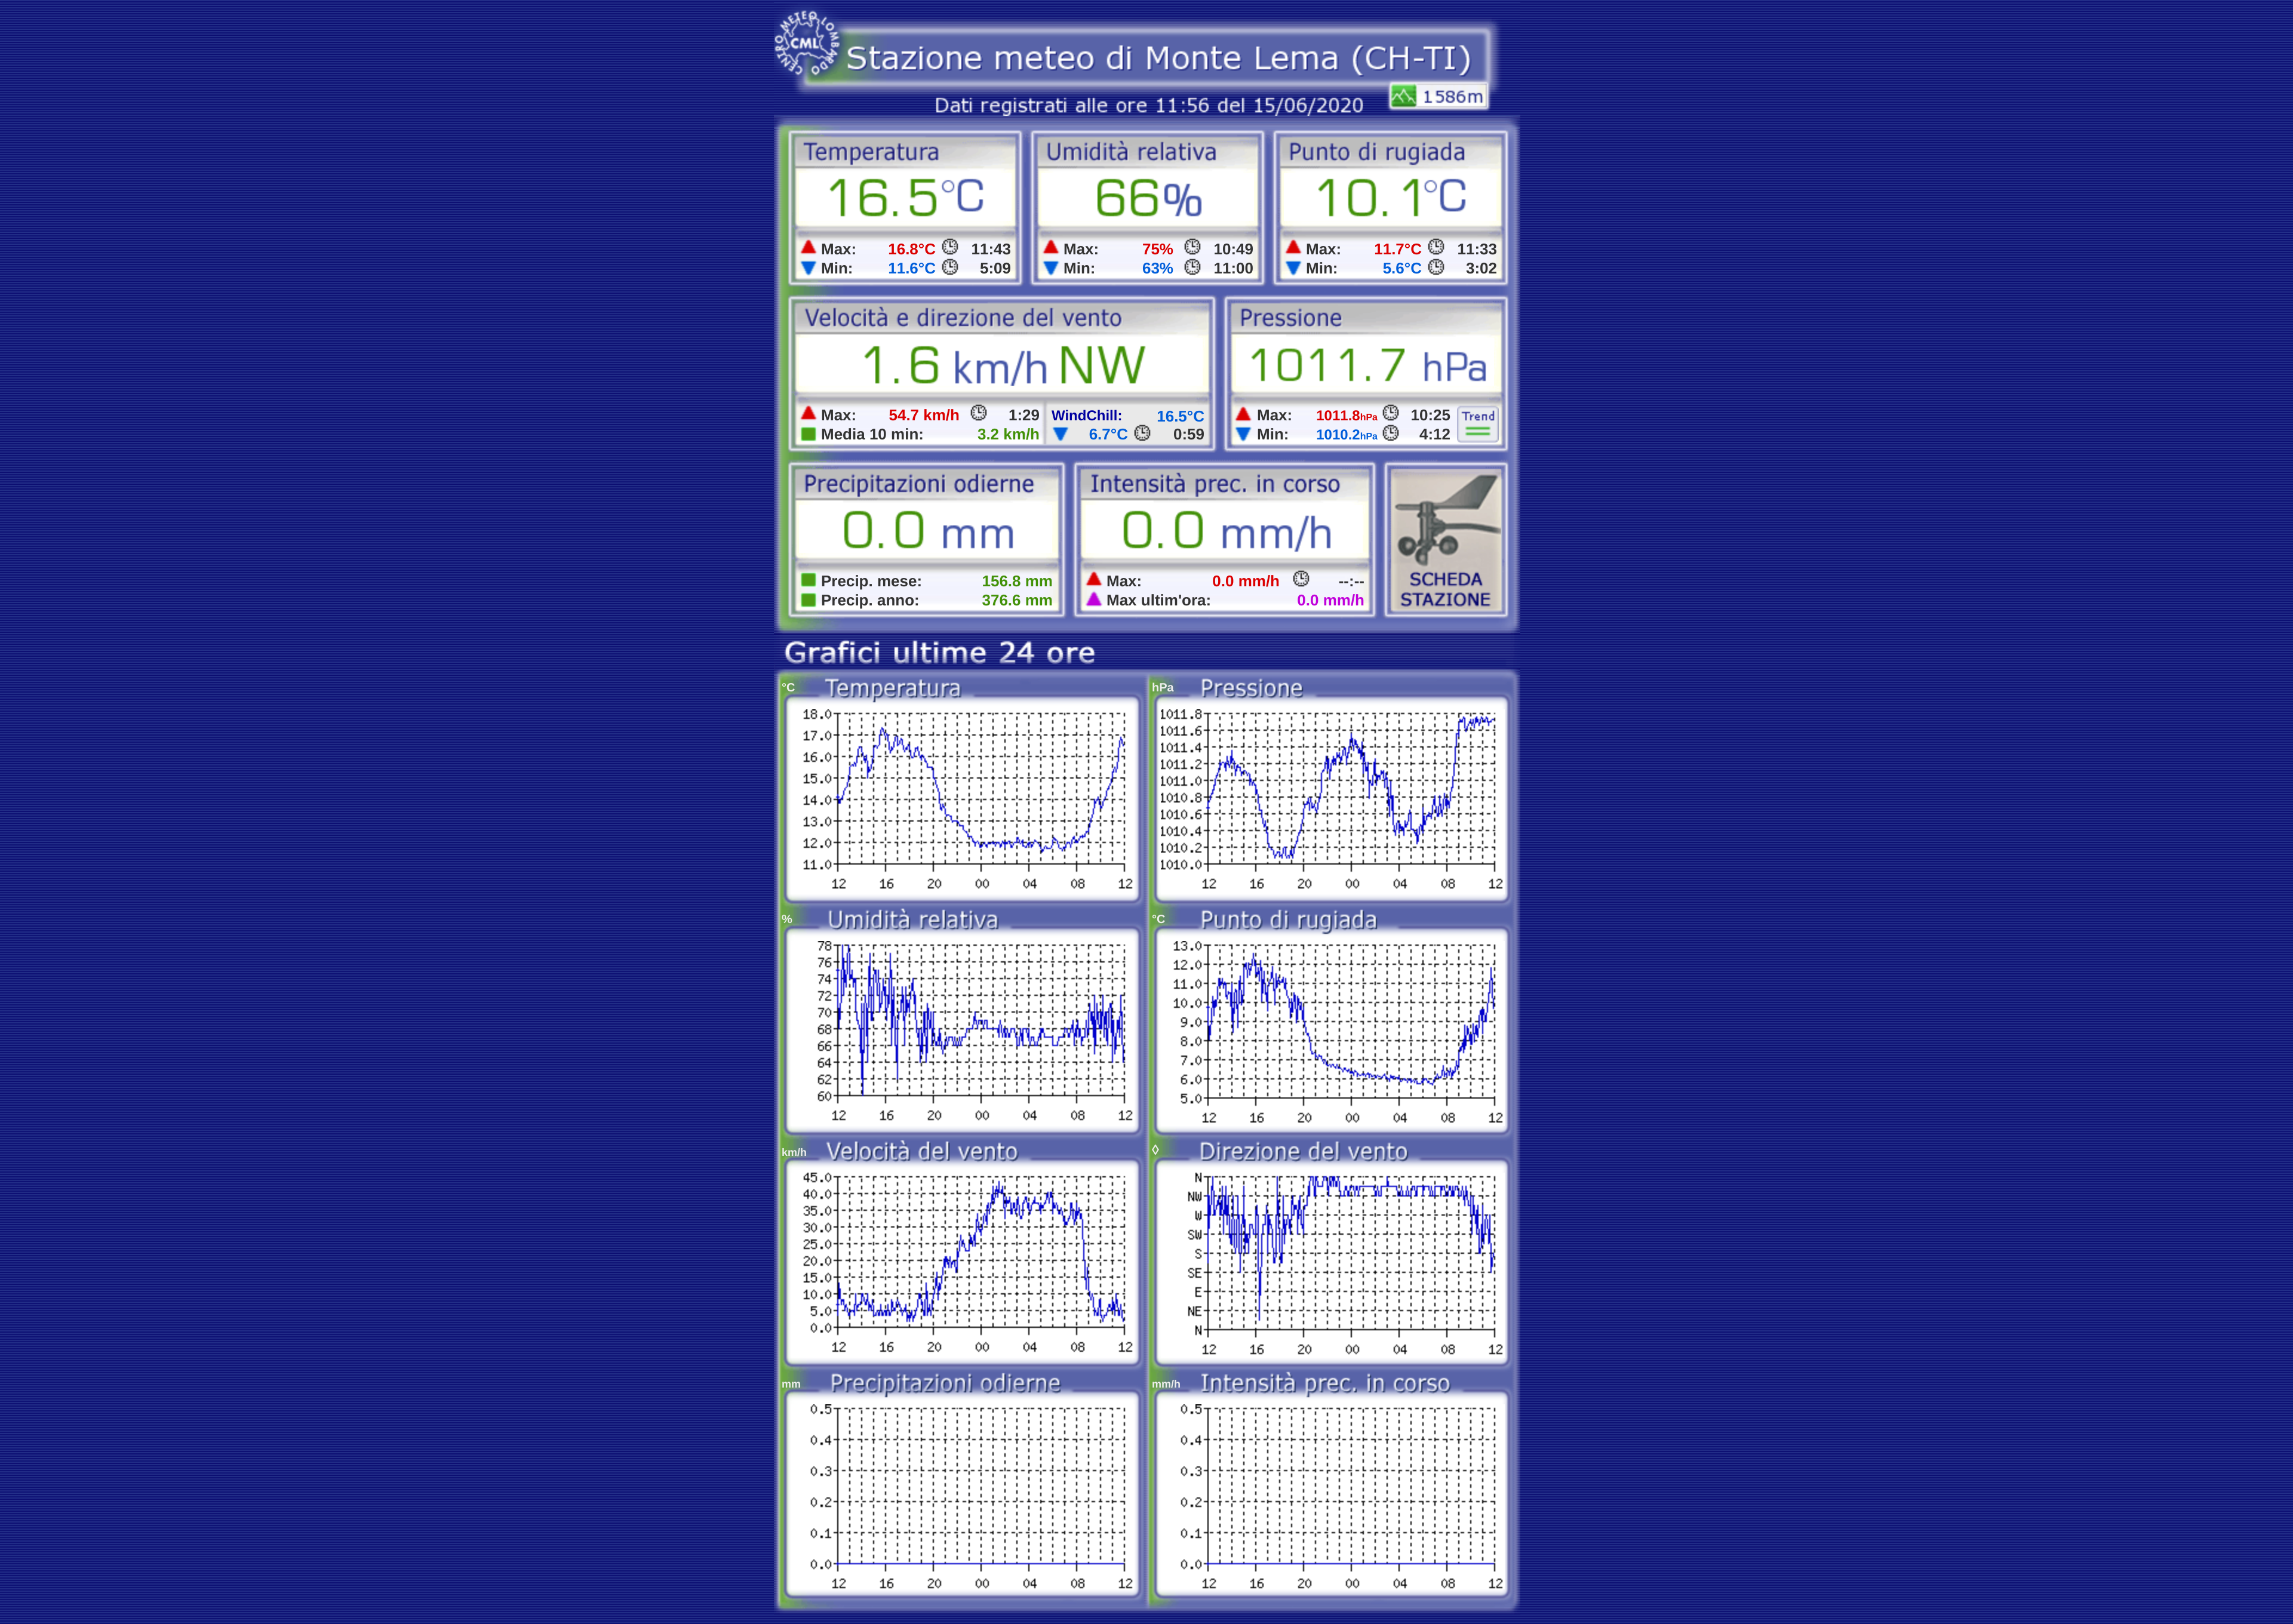 CENTRO METEO LOMBARDO
CML
Stazione meteo di Monte Lema (CH-TI)
Dati registrati alle ore 11:56 del 15/06/2020
1586m
Temperatura
16.5°C
Max: 16.8°C 11:43
Min: 11.6°C 5:09
Umidità relativa
66%
Max: 75% 10:49
Min: 63% 11:00
Punto di rugiada
10.1°C
Max: 11.7°C 11:33
Min: 5.6°C 3:02
Velocità e direzione del vento
1.6 km/h NW
Max: 54.7 km/h 1:29
Media 10 min: 3.2 km/h
WindChill: 16.5°C
6.7°C 0:59
Pressione
1011.7 hPa
Max: 1011.8hPa 10:25
Min: 1010.2hPa 4:12
Trend
Precipitazioni odierne
0.0 mm
Precip. mese: 156.8 mm
Precip. anno: 376.6 mm
Intensità prec. in corso
0.0 mm/h
Max: 0.0 mm/h --:--
Max ultim'ora: 0.0 mm/h
SCHEDA
STAZIONE
Grafici ultime 24 ore
°C Temperatura
18.0
17.0
16.0
15.0
14.0
13.0
12.0
11.0
12 16 20 00 04 08 12
hPa Pressione
1011.8
1011.6
1011.4
1011.2
1011.0
1010.8
1010.6
1010.4
1010.2
1010.0
12 16 20 00 04 08 12
% Umidità relativa
78
76
74
72
70
68
66
64
62
60
12 16 20 00 04 08 12
°C Punto di rugiada
13.0
12.0
11.0
10.0
9.0
8.0
7.0
6.0
5.0
12 16 20 00 04 08 12
km/h Velocità del vento
45.0
40.0
35.0
30.0
25.0
20.0
15.0
10.0
5.0
0.0
12 16 20 00 04 08 12
◊ Direzione del vento
N
NW
W
SW
S
SE
E
NE
N
12 16 20 00 04 08 12
mm Precipitazioni odierne
0.5
0.4
0.3
0.2
0.1
0.0
12 16 20 00 04 08 12
mm/h Intensità prec. in corso
0.5
0.4
0.3
0.2
0.1
0.0
12 16 20 00 04 08 12